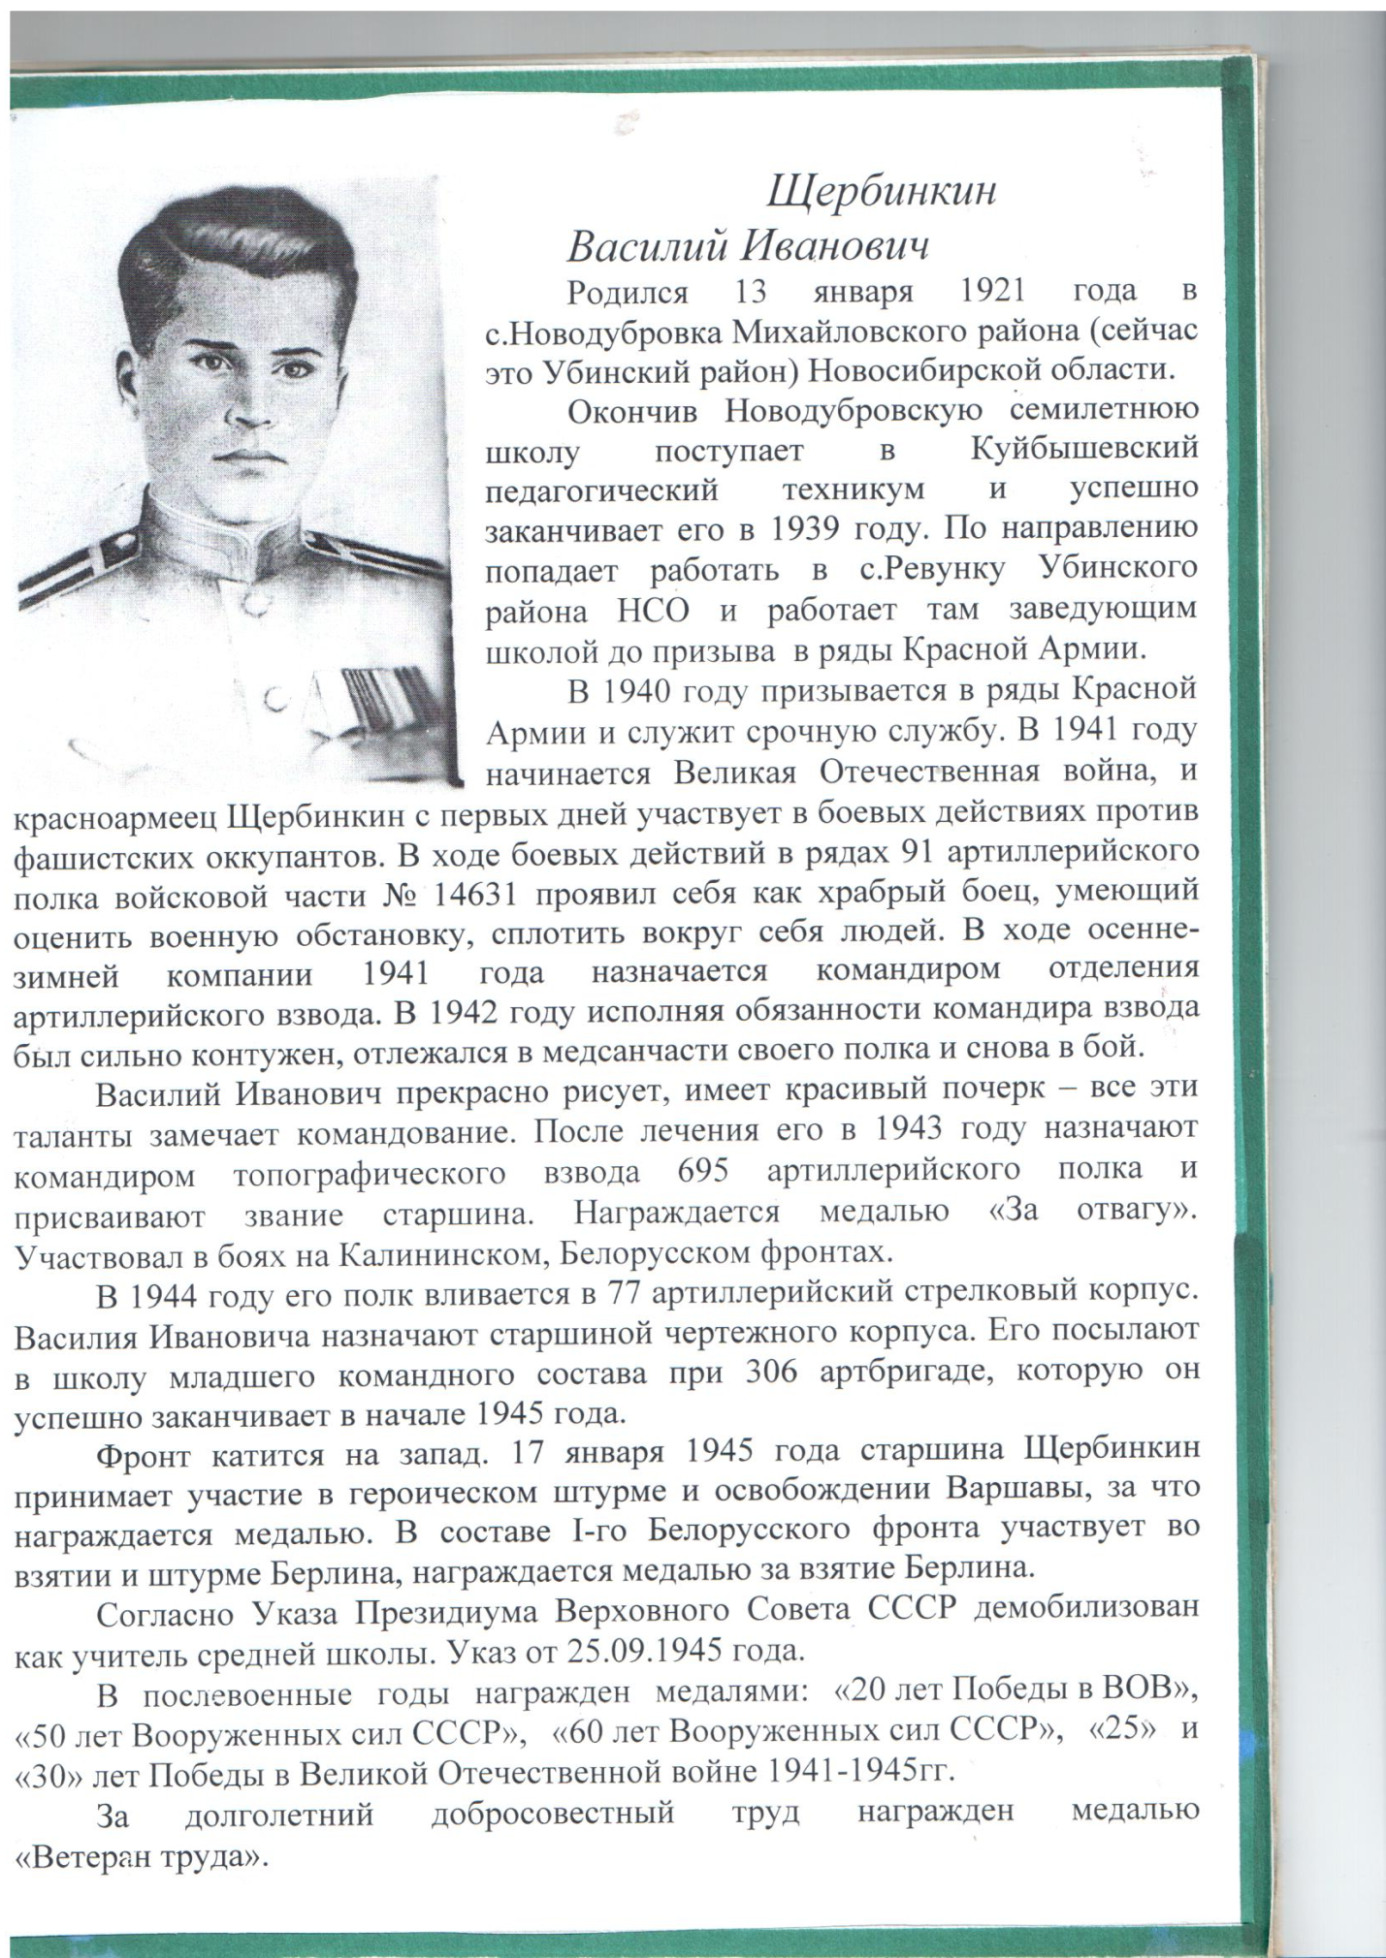 Щербинкин
Василий Иванович
Родился 13 января 1921 года в
с.Новодубровка Михайловского района (сейчас
это Убинский район) Новосибирской области.
Окончив Новодубровскую семилетнюю
школу поступает в Куйбышевский
педагогический техникум и успешно
заканчивает его в 1939 году. По направлению
попадает работать в с.Ревунку Убинского
района НСО и работает там заведующим
школой до призыва в ряды Красной Армии.
В 1940 году призывается в ряды Красной
Армии и служит срочную службу. В 1941 году
начинается Великая Отечественная война, и
красноармеец Щербинкин с первых дней участвует в боевых действиях против
фашистских оккупантов. В ходе боевых действий в рядах 91 артиллерийского
полка войсковой части № 14631 проявил себя как храбрый боец, умеющий
оценить военную обстановку, сплотить вокруг себя людей. В ходе осенне-
зимней компании 1941 года назначается командиром отделения
артиллерийского взвода. В 1942 году исполняя обязанности командира взвода
был сильно контужен, отлежался в медсанчасти своего полка и снова в бой.
Василий Иванович прекрасно рисует, имеет красивый почерк – все эти
таланты замечает командование. После лечения его в 1943 году назначают
командиром топографического взвода 695 артиллерийского полка и
присваивают звание старшина. Награждается медалью «За отвагу».
Участвовал в боях на Калининском, Белорусском фронтах.
В 1944 году его полк вливается в 77 артиллерийский стрелковый корпус.
Василия Ивановича назначают старшиной чертежного корпуса. Его посылают
в школу младшего командного состава при 306 артбригаде, которую он
успешно заканчивает в начале 1945 года.
Фронт катится на запад. 17 января 1945 года старшина Щербинкин
принимает участие в героическом штурме и освобождении Варшавы, за что
награждается медалью. В составе I-го Белорусского фронта участвует во
взятии и штурме Берлина, награждается медалью за взятие Берлина.
Согласно Указа Президиума Верховного Совета СССР демобилизован
как учитель средней школы. Указ от 25.09.1945 года.
В послевоенные годы награжден медалями: «20 лет Победы в ВОВ»,
«50 лет Вооруженных сил СССР», «60 лет Вооруженных сил СССР», «25» и
«30» лет Победы в Великой Отечественной войне 1941-1945гг.
За долголетний добросовестный труд награжден медалью
«Ветеран труда».